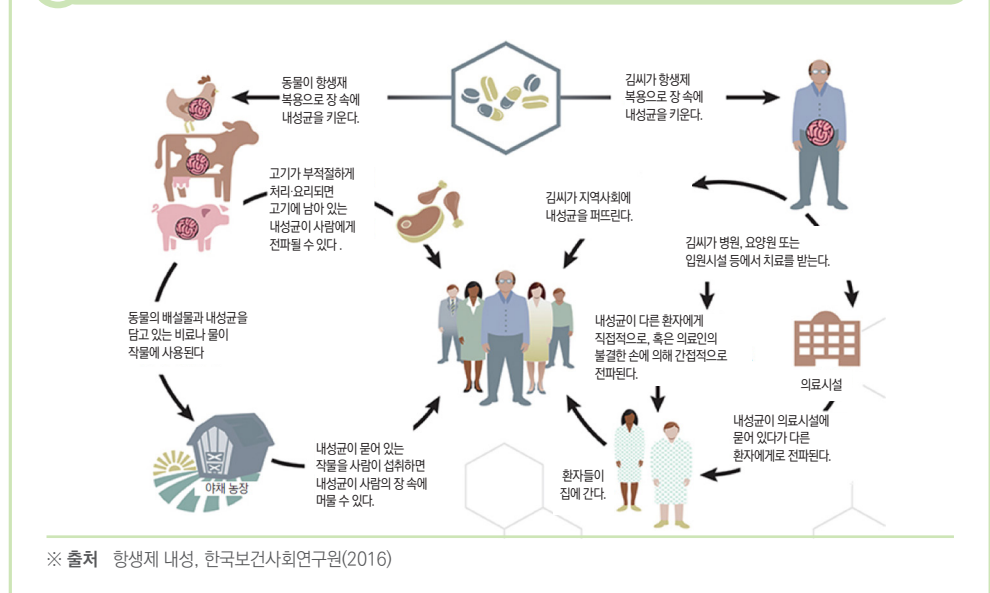 동물이 항생재
복용으로 장 속에
내성균을 키운다.
김씨가 항생제
복용으로 장 속에
내성균을 키운다.
고기가 부적절하게
처리·요리되면
고기에 남아 있는
내성균이 사람에게
전파될 수 있다 .
김씨가 지역사회에
내성균을 퍼뜨린다.
김씨가 병원, 요양원 또는
입원시설 등에서 치료를 받는다.
동물의 배설물과 내성균을
담고 있는 비료나 물이
작물에 사용된다
내성균이 다른 환자에게
직접적으로, 혹은 의료인의
불결한 손에 의해 간접적으로
전파된다.
의료시설
내성균이 의료시설에
묻어 있다가 다른
환자에게로 전파된다.
내성균이 묻어 있는
작물을 사람이 섭취하면
내성균이 사람의 장 속에
머물 수 있다.
환자들이
집에 간다.
야채 농장
※ 출처 항생제 내성, 한국보건사회연구원(2016)